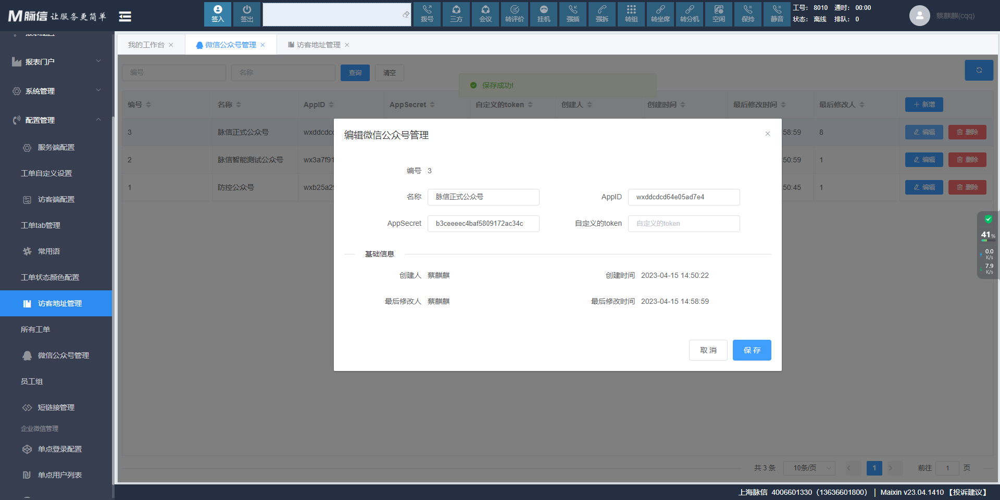 M脉信 让服务更简单
签入
签出
拨号
三方
会议
转评价
挂机
强插
强拆
转组
转坐席
转分机
空闲
保持
静音
工号： 8010 通时： 00:00
状态： 离线 排队： 0
蔡麒麟(cqq)
报表配置
报表门户
系统管理
配置管理
服务端配置
工单自定义设置
访客端配置
工单tab管理
常用语
工单状态颜色配置
访客地址管理
所有工单
微信公众号管理
员工组
短链接管理
企业微信管理
单点登录配置
单点用户列表
我的工作台
微信公众号管理
访客地址管理
编号
名称
查询
清空
保存成功!
编号 名称 AppID AppSecret 自定义的token 创建人 创建时间 最后修改时间 最后修改人 新增
3 脉信正式公众号 wxddcdcc :58:59 8 编辑 删除
2 脉信智能测试公众号 wx3a7f91 :50:59 1 编辑 删除
1 防控公众号 wxb25a29 :50:45 1 编辑 删除
编辑微信公众号管理
编号 3
名称 脉信正式公众号 AppID wxddcdcd64e05ad7e4
AppSecret b3ceeeec4baf5809172ac34c 自定义的token 自定义的token
基础信息
创建人 蔡麒麟 创建时间 2023-04-15 14:50:22
最后修改人 蔡麒麟 最后修改时间 2023-04-15 14:58:59
取 消 保 存
41%
0.0
K/s
7.9
K/s
共 3 条 10条/页 1 前往 1 页
上海脉信 4006601330（13636601800） | Maixin v23.04.1410 【投诉建议】